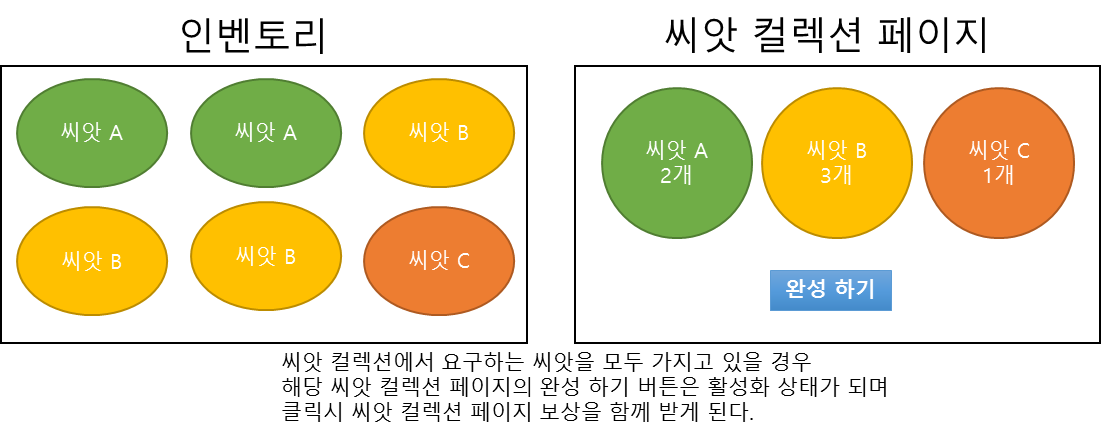 인벤토리
씨앗 컬렉션 페이지
씨앗 A
씨앗 A
씨앗 B
씨앗 B
씨앗 B
씨앗 C
씨앗 A
2개
씨앗 B
3개
씨앗 C
1개
완성 하기
씨앗 컬렉션에서 요구하는 씨앗을 모두 가지고 있을 경우
해당 씨앗 컬렉션 페이지의 완성 하기 버튼은 활성화 상태가 되며
클릭시 씨앗 컬렉션 페이지 보상을 함께 받게 된다.